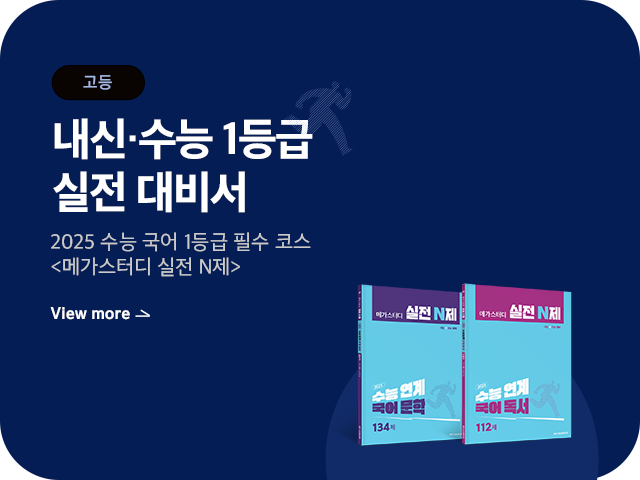 고등
내신·수능 1등급
실전 대비서
2025 수능 국어 1등급 필수 코스
<메가스터디 실전 N제>
View more
메가스터디 실전 N제
수능 연계
국어 문학
134제
메가스터디 실전 N제
수능 연계
국어 독서
112제